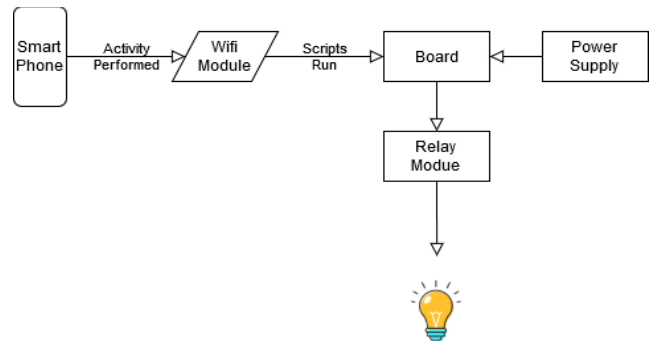 Smart
Phone
Activity
Performed
Wifi
Module
Scripts
Run
Board
Power
Supply
Relay
Modue